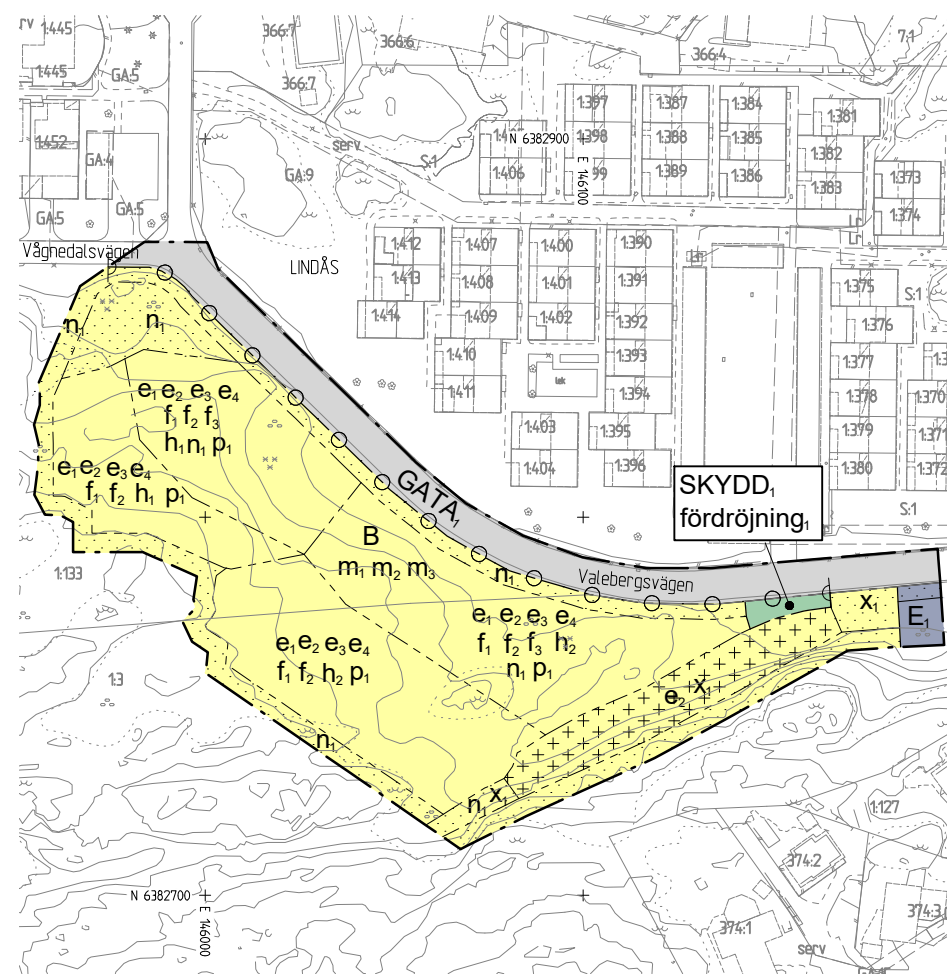 1:445
366:7
366:6
366:4
7:1
1:445
GA:5
366:7
1:397
1:387
1:384
1:381
1:452
GA:4
serv
N 6382900
1:398
1:388
1:385
1:382
GA:9
S:1
1:406
E 146100
1:389
1:386
1:383
1:373
GA:5
GA:5
1:374
Vågnedalsvägen
LINDÅS
1:412
1:407
1:400
1:390
1:413
1:408
1:401
1:391
1:375
S:1
1:414
1:409
1:402
1:392
1:376
n₁
n₁
1:410
1:393
1:377
1:411
lek
1:394
1:378
1:370
e₁ e₂ e₃ e₄
f₁ f₂ f₃
h₁ n₁ p₁
1:403
1:395
1:379
1:371
e₁ e₂ e₃ e₄
f₁ f₂ h₁ p₁
1:404
1:396
1:380
1:372
GATA₁
SKYDD₁
fördröjning₁
S:1
B
m₁ m₂ m₃
1:133
n₁
Valebergsvägen
x₁
E₁
e₁ e₂ e₃ e₄
f₁ f₂ f₃ h₂
n₁ p₁
e₁ e₂ e₃ e₄
f₁ f₂ h₂ p₁
1:3
e₂ x₁
n₁
n₁ x₁
1:127
374:2
N 6382700
E 146000
374:1
374:3
serv